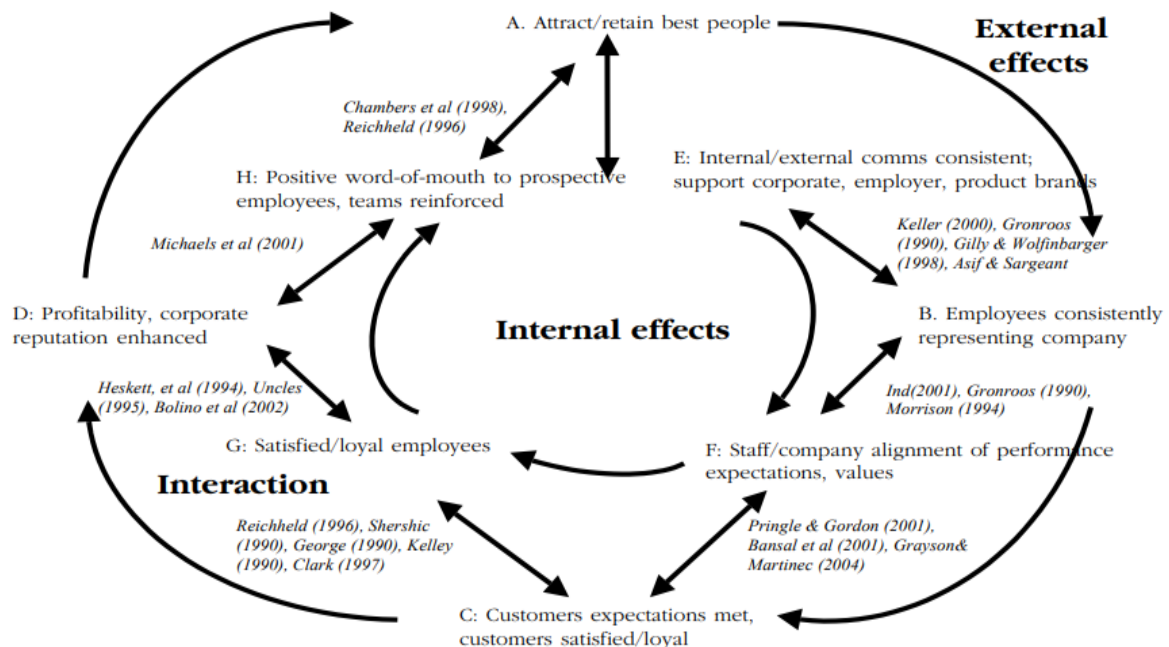 A. Attract/retain best people
External
effects
Chambers et al (1998),
Reichheld (1996)
E: Internal/external comms consistent;
support corporate, employer, product brands
H: Positive word-of-mouth to prospective
employees, teams reinforced
Keller (2000), Gronroos
(1990), Gilly & Wolfinbarger
(1998), Asif & Sargeant
Michaels et al (2001)
D: Profitability, corporate
reputation enhanced
Internal effects
B. Employees consistently
representing company
Heskett, et al (1994), Uncles
(1995), Bolino et al (2002)
Ind(2001), Gronroos (1990),
Morrison (1994)
G: Satisfied/loyal employees
F: Staff/company alignment of performance
expectations, values
Interaction
Reichheld (1996), Shershic
(1990), George (1990), Kelley
(1990), Clark (1997)
Pringle & Gordon (2001),
Bansal et al (2001), Grayson&
Martinec (2004)
C: Customers expectations met,
customers satisfied/loyal